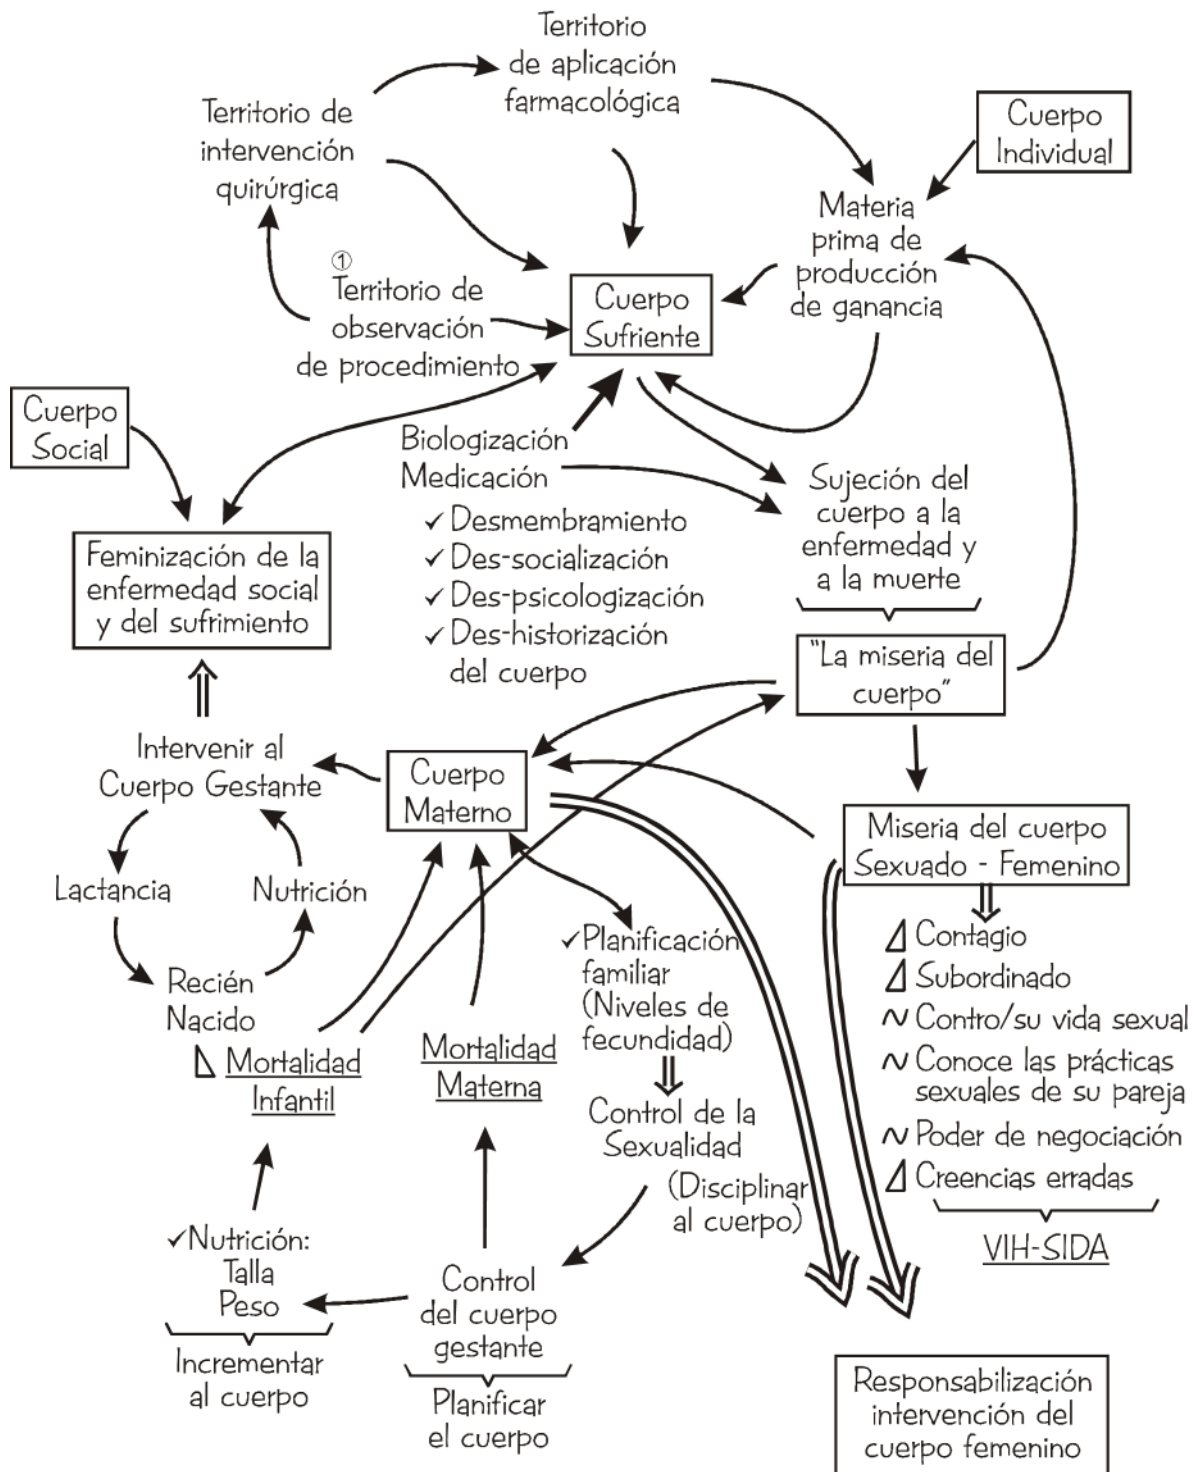 Territorio
de aplicación
farmacológica
Territorio de
intervención
quirúrgica
Cuerpo
Individual
Materia
prima de
producción
de ganancia
①
Territorio de
observación
de procedimiento
Cuerpo
Sufriente
Cuerpo
Social
Biologización
Medicación
✓ Desmembramiento
✓ Des-socialización
✓ Des-psicologización
✓ Des-historización
del cuerpo
Sujeción del
cuerpo a la
enfermedad y
a la muerte
Feminización de la
enfermedad social
y del sufrimiento
"La miseria del
cuerpo"
Intervenir al
Cuerpo Gestante
Cuerpo
Materno
Miseria del cuerpo
Sexuado - Femenino
Lactancia
Nutrición
Recién
Nacido
Mortalidad
Infantil
Mortalidad
Materna
✓ Planificación
familiar
(Niveles de
fecundidad)
Control de la
Sexualidad
(Disciplinar
al cuerpo)
Contagio
Subordinado
~ Contro/su vida sexual
~ Conoce las prácticas
sexuales de su pareja
~ Poder de negociación
Creencias erradas
VIH-SIDA
✓ Nutrición:
Talla
Peso
Incrementar
al cuerpo
Control
del cuerpo
gestante
Planificar
el cuerpo
Responsabilización
intervención del
cuerpo femenino